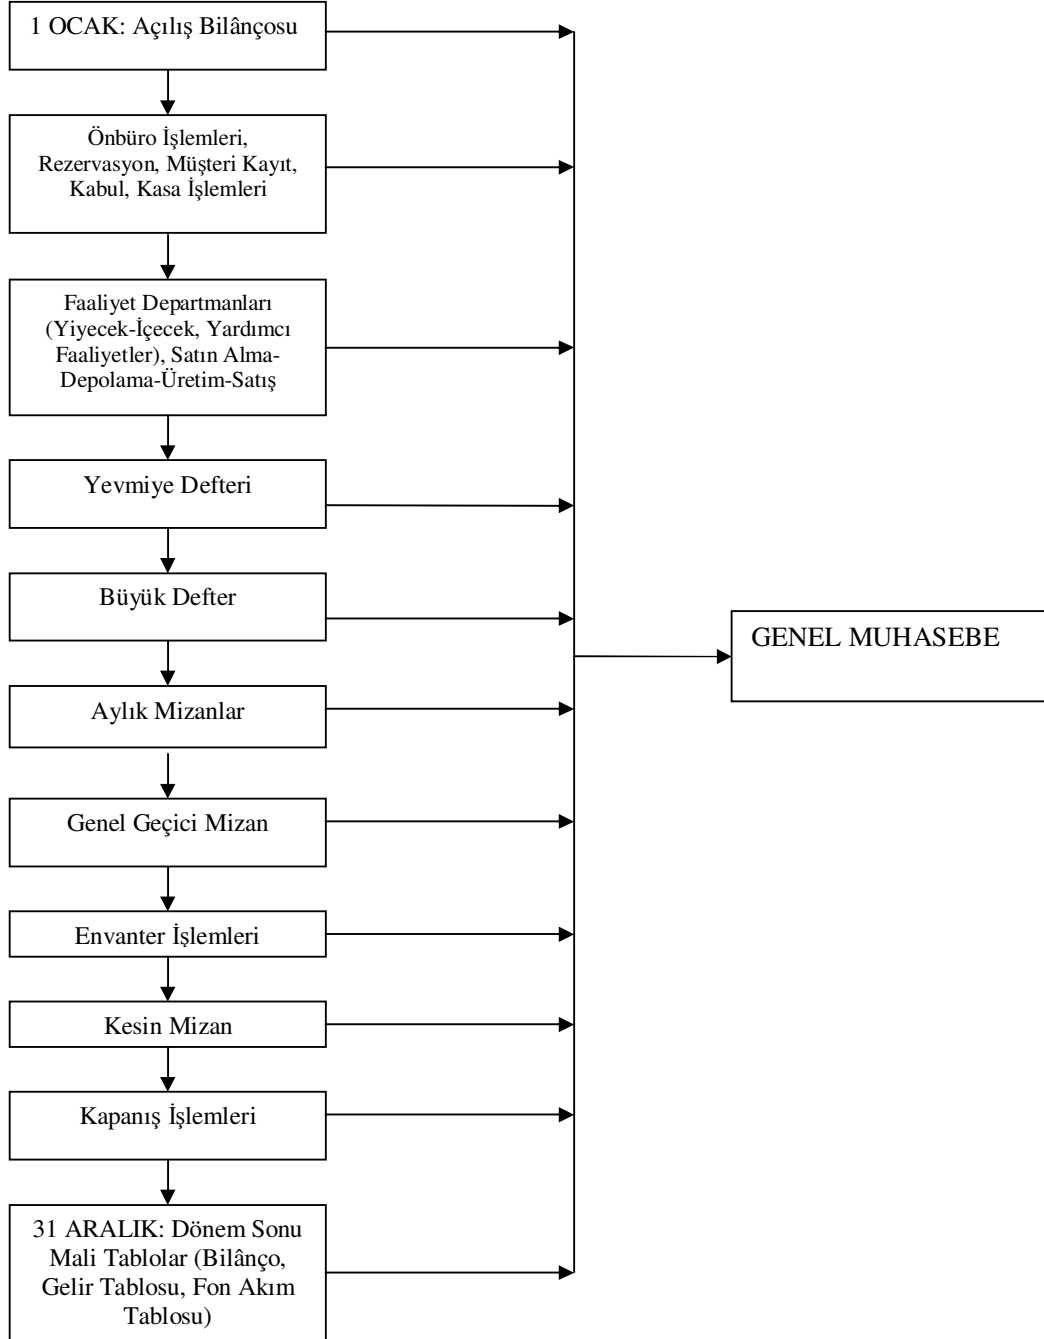 1 OCAK: Açılış Bilânçosu
Önbüro İşlemleri,
Rezervasyon, Müşteri Kayıt,
Kabul, Kasa İşlemleri
Faaliyet Departmanları
(Yiyecek-İçecek, Yardımcı
Faaliyetler), Satın Alma-
Depolama-Üretim-Satış
Yevmiye Defteri
Büyük Defter
GENEL MUHASEBE
Aylık Mizanlar
Genel Geçici Mizan
Envanter İşlemleri
Kesin Mizan
Kapanış İşlemleri
31 ARALIK: Dönem Sonu
Mali Tablolar (Bilânço,
Gelir Tablosu, Fon Akım
Tablosu)